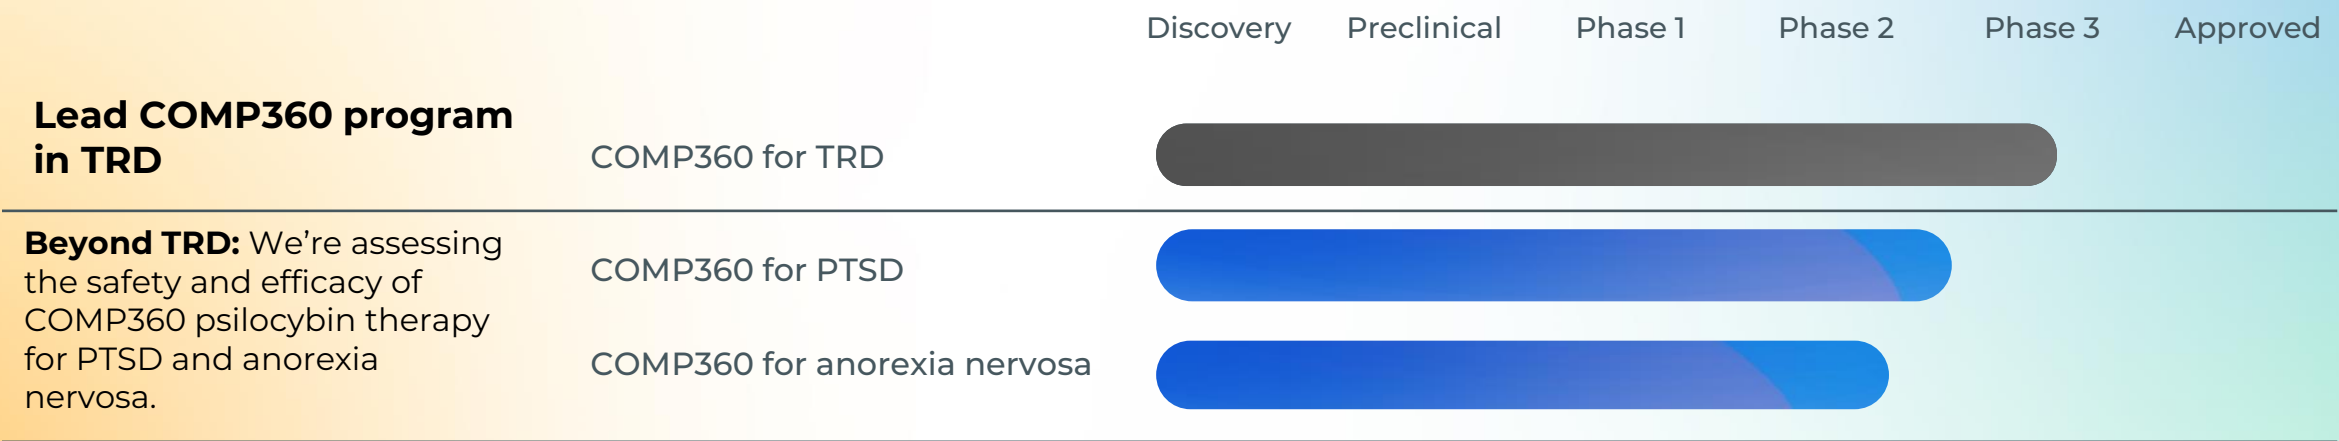 Discovery Preclinical Phase 1 Phase 2 Phase 3 Approved
Lead COMP360 program
in TRD
COMP360 for TRD
Beyond TRD: We’re assessing
the safety and efficacy of
COMP360 psilocybin therapy
for PTSD and anorexia
nervosa.
COMP360 for PTSD
COMP360 for anorexia nervosa